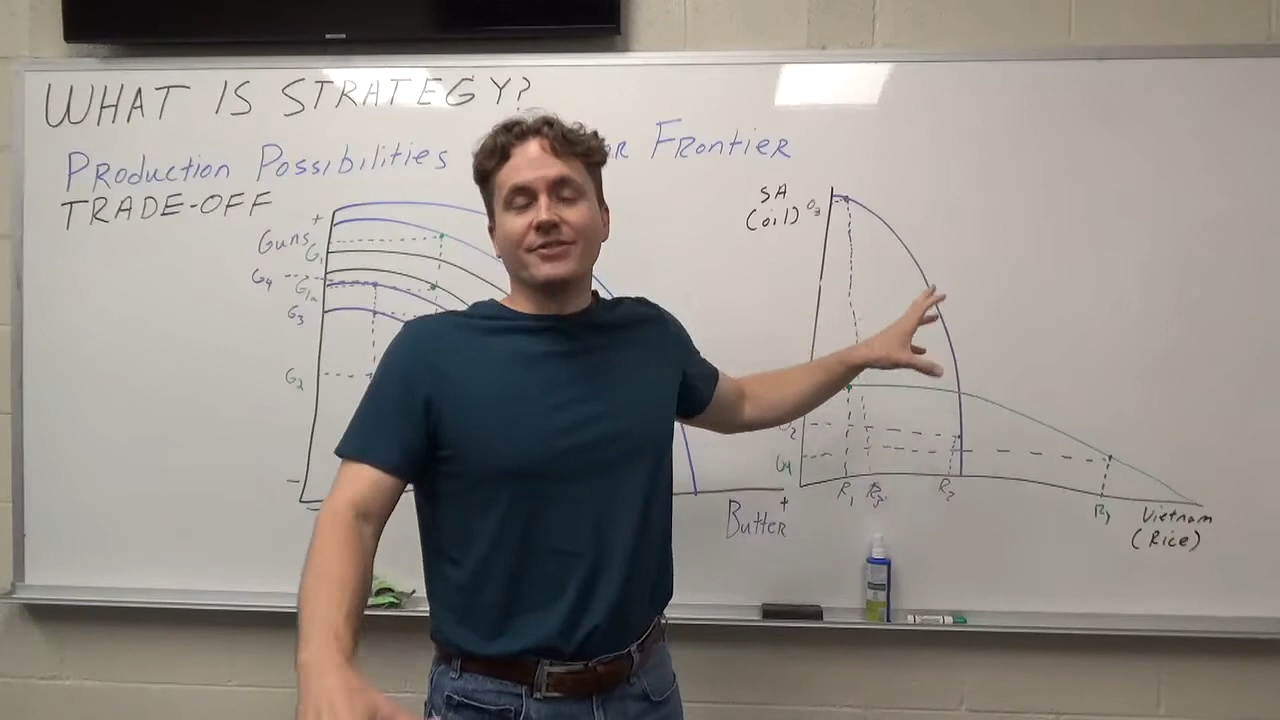 WHAT IS STRATEGY?
Production Possibilities or Frontier
TRADE-OFF
+
Guns
G1
G4
G1a
G3
G2
-
Butter
+
SA
(oil)
O3
O2
O4
R1
R3
R2
R4
Vietnam
(Rice)